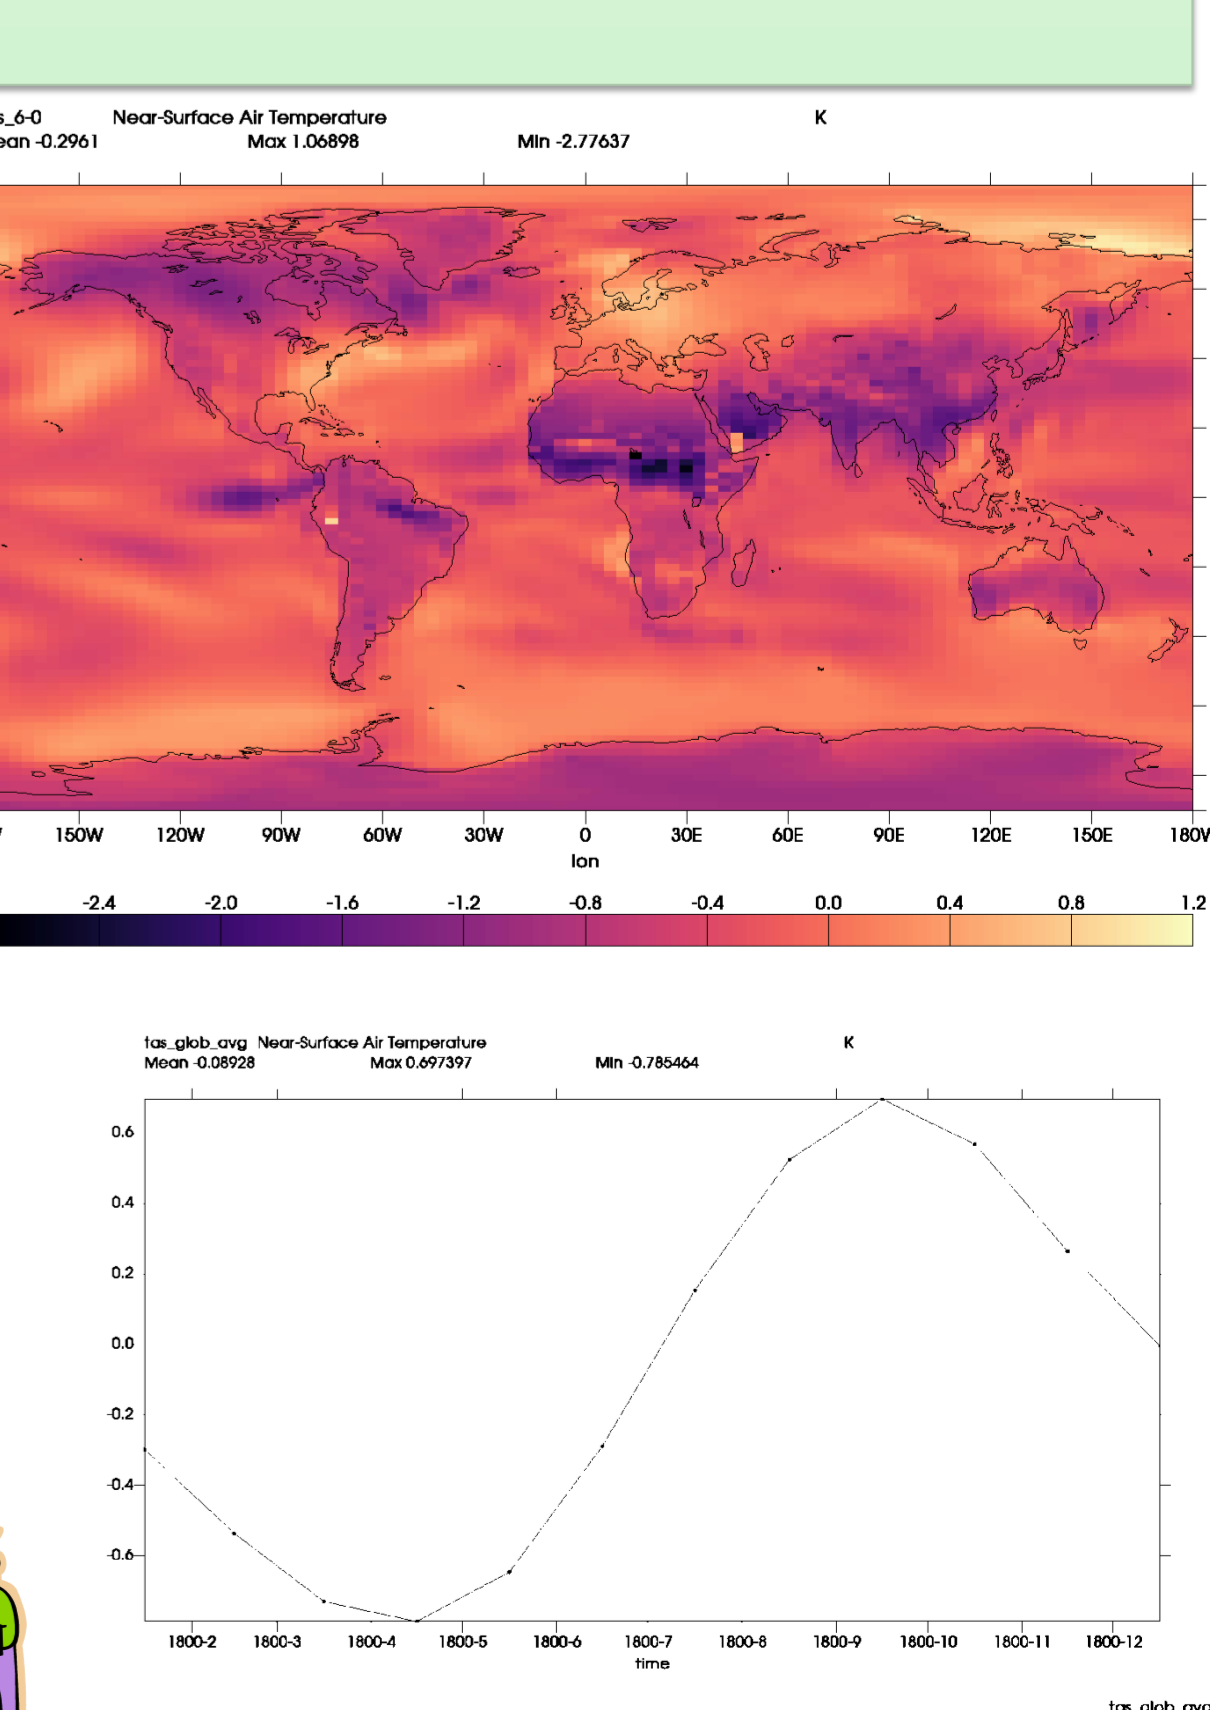 s_6-0 Near-Surface Air Temperature K
ean -0.2961 Max 1.06898 Min -2.77637
150W 120W 90W 60W 30W 0 30E 60E 90E 120E 150E 180W
lon
-2.4 -2.0 -1.6 -1.2 -0.8 -0.4 0.0 0.4 0.8 1.2
tas_glob_avg Near-Surface Air Temperature K
Mean -0.08928 Max 0.697397 Min -0.785464
0.6
0.4
0.2
0.0
-0.2
-0.4
-0.6
1800-2 1800-3 1800-4 1800-5 1800-6 1800-7 1800-8 1800-9 1800-10 1800-11 1800-12
time
tas_glob_avg